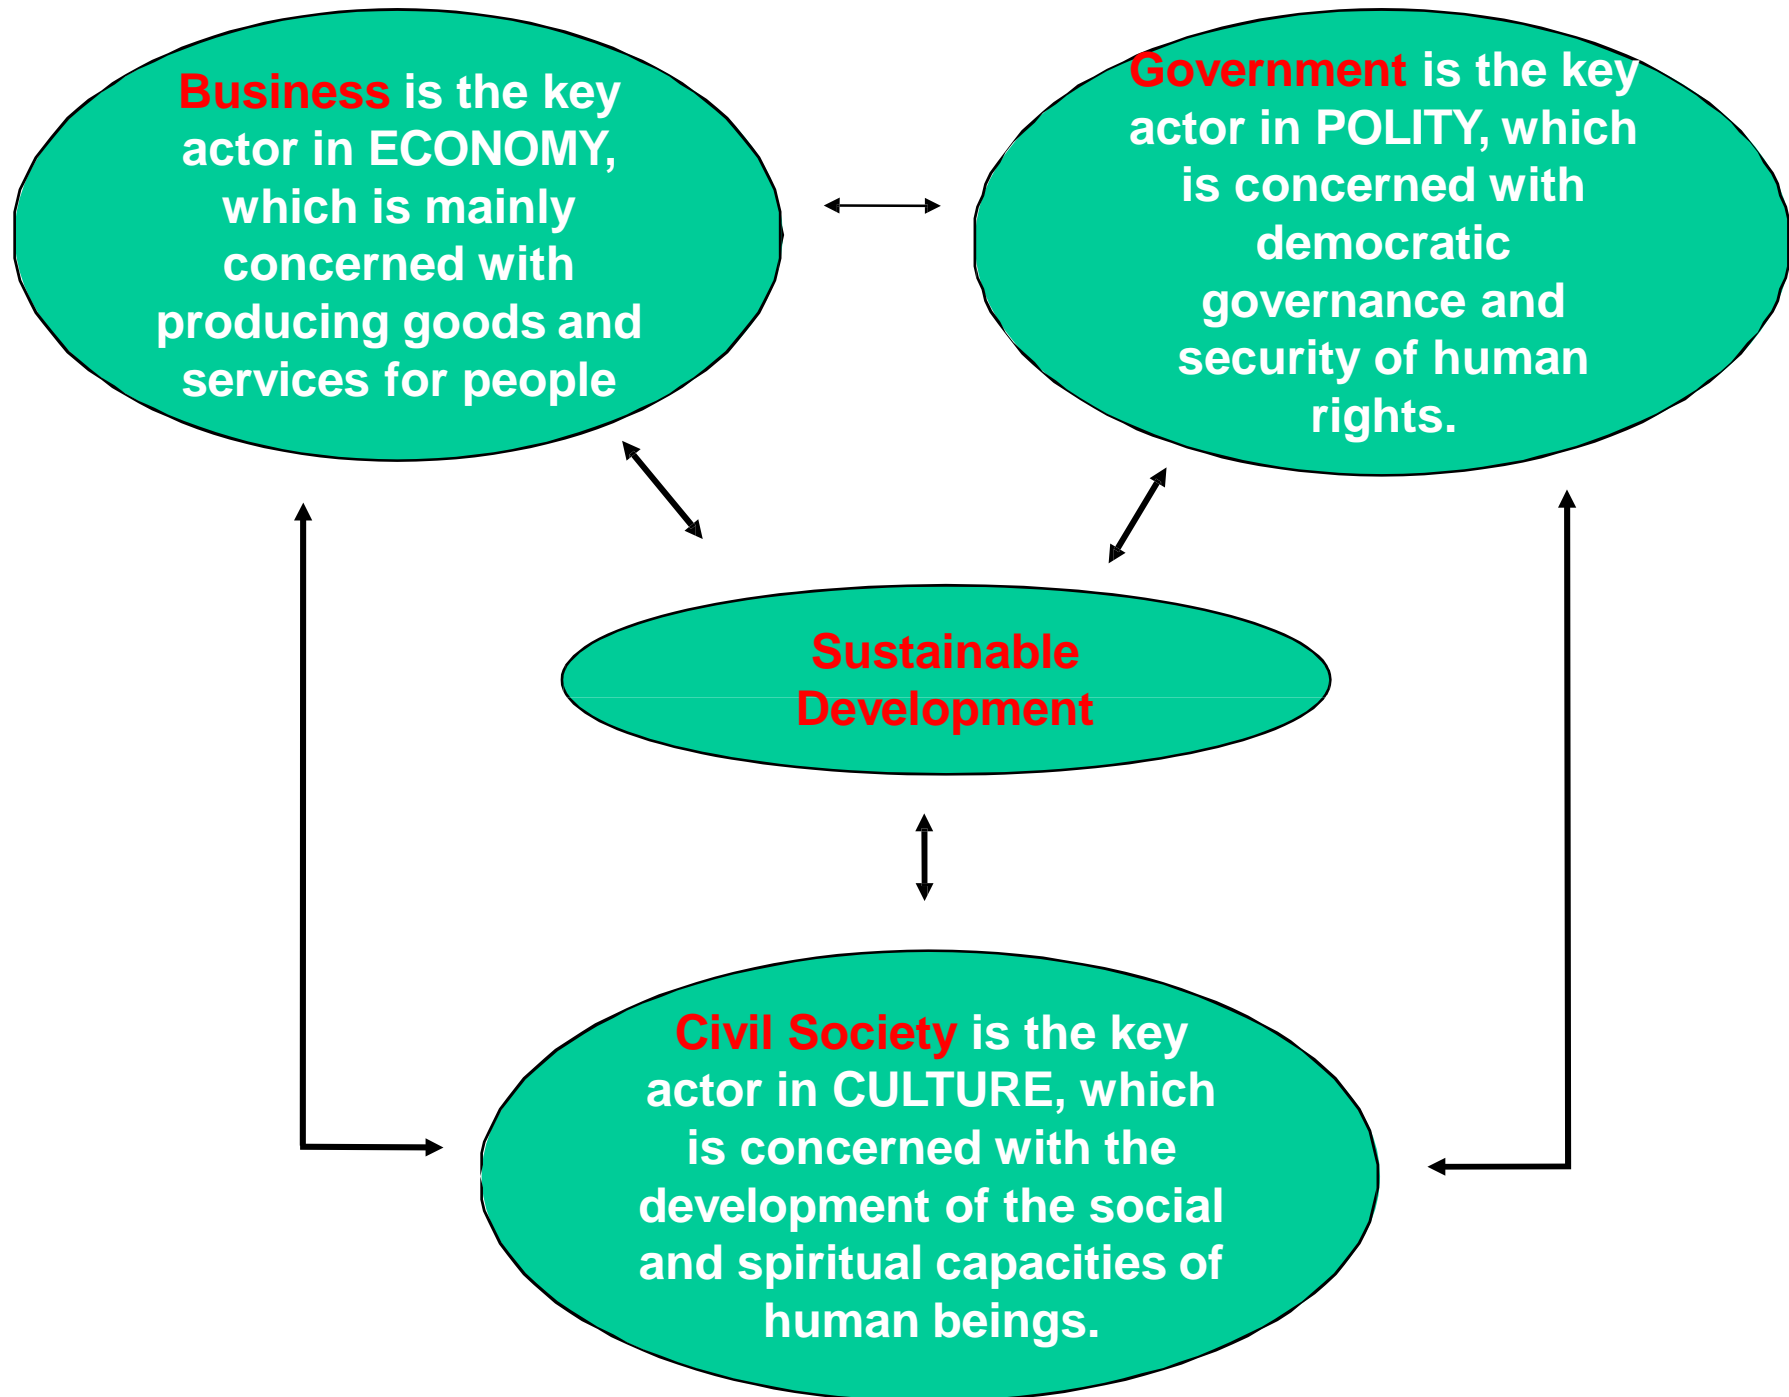 Business is the key
actor in ECONOMY,
which is mainly
concerned with
producing goods and
services for people
Government is the key
actor in POLITY, which
is concerned with
democratic
governance and
security of human
rights.
Sustainable
Development
Civil Society is the key
actor in CULTURE, which
is concerned with the
development of the social
and spiritual capacities of
human beings.